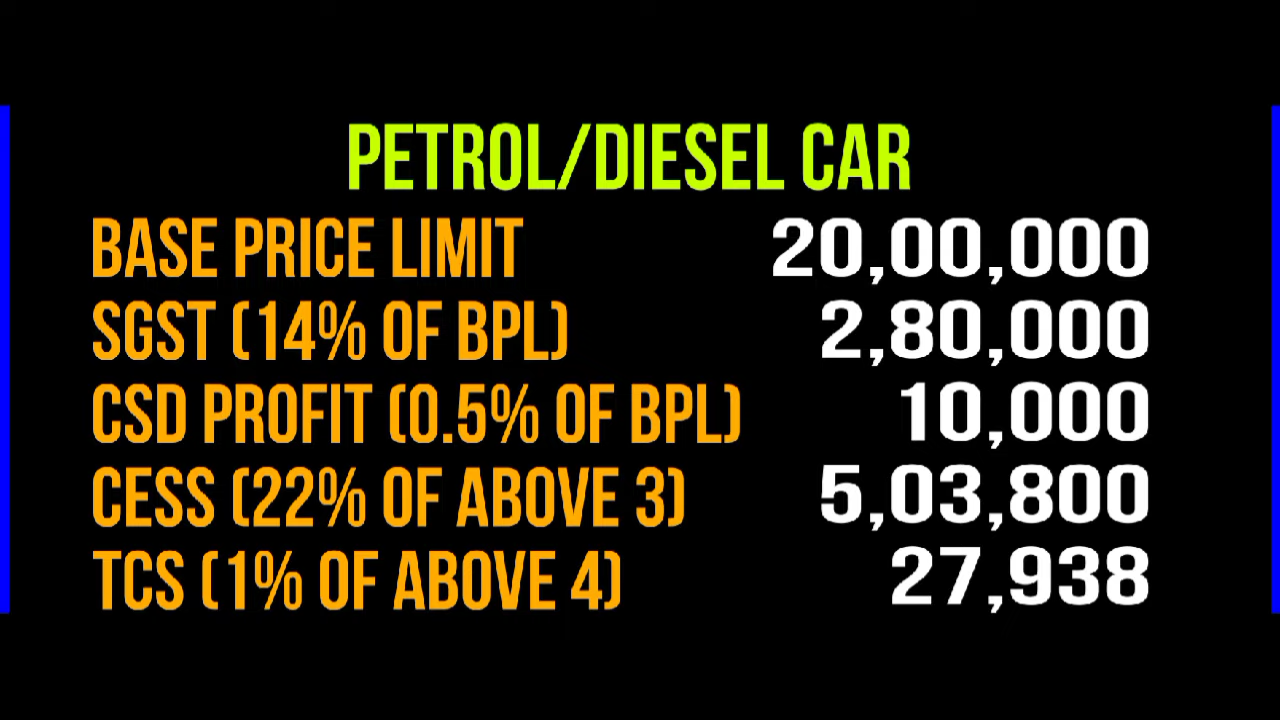 PETROL/DIESEL CAR
BASE PRICE LIMIT 20,00,000
SGST (14% OF BPL) 2,80,000
CSD PROFIT (0.5% OF BPL) 10,000
CESS (22% OF ABOVE 3) 5,03,800
TCS (1% OF ABOVE 4) 27,938